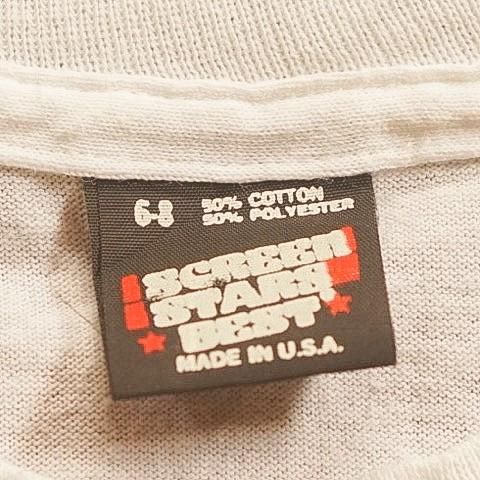 6-8 50% COTTON
50% POLYESTER
SCREEN
STARS
BEST
MADE IN U.S.A.